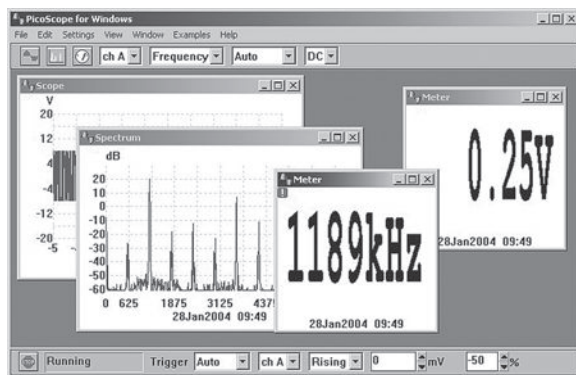 PicoScope for Windows
File Edit Settings View Window Examples Help
ch A Frequency Auto DC
Scope
V
20
12
4
-4
-12
-20
-5
Spectrum
dB
20
10
0
-10
-20
-30
-40
-50
-60
0 625 1875 3125 4375
28Jan2004 09:49
Meter
1189kHz
28Jan2004 09:49
Meter
0.25V
28Jan2004 09:49
Running Trigger Auto ch A Rising 0 mV -50 %